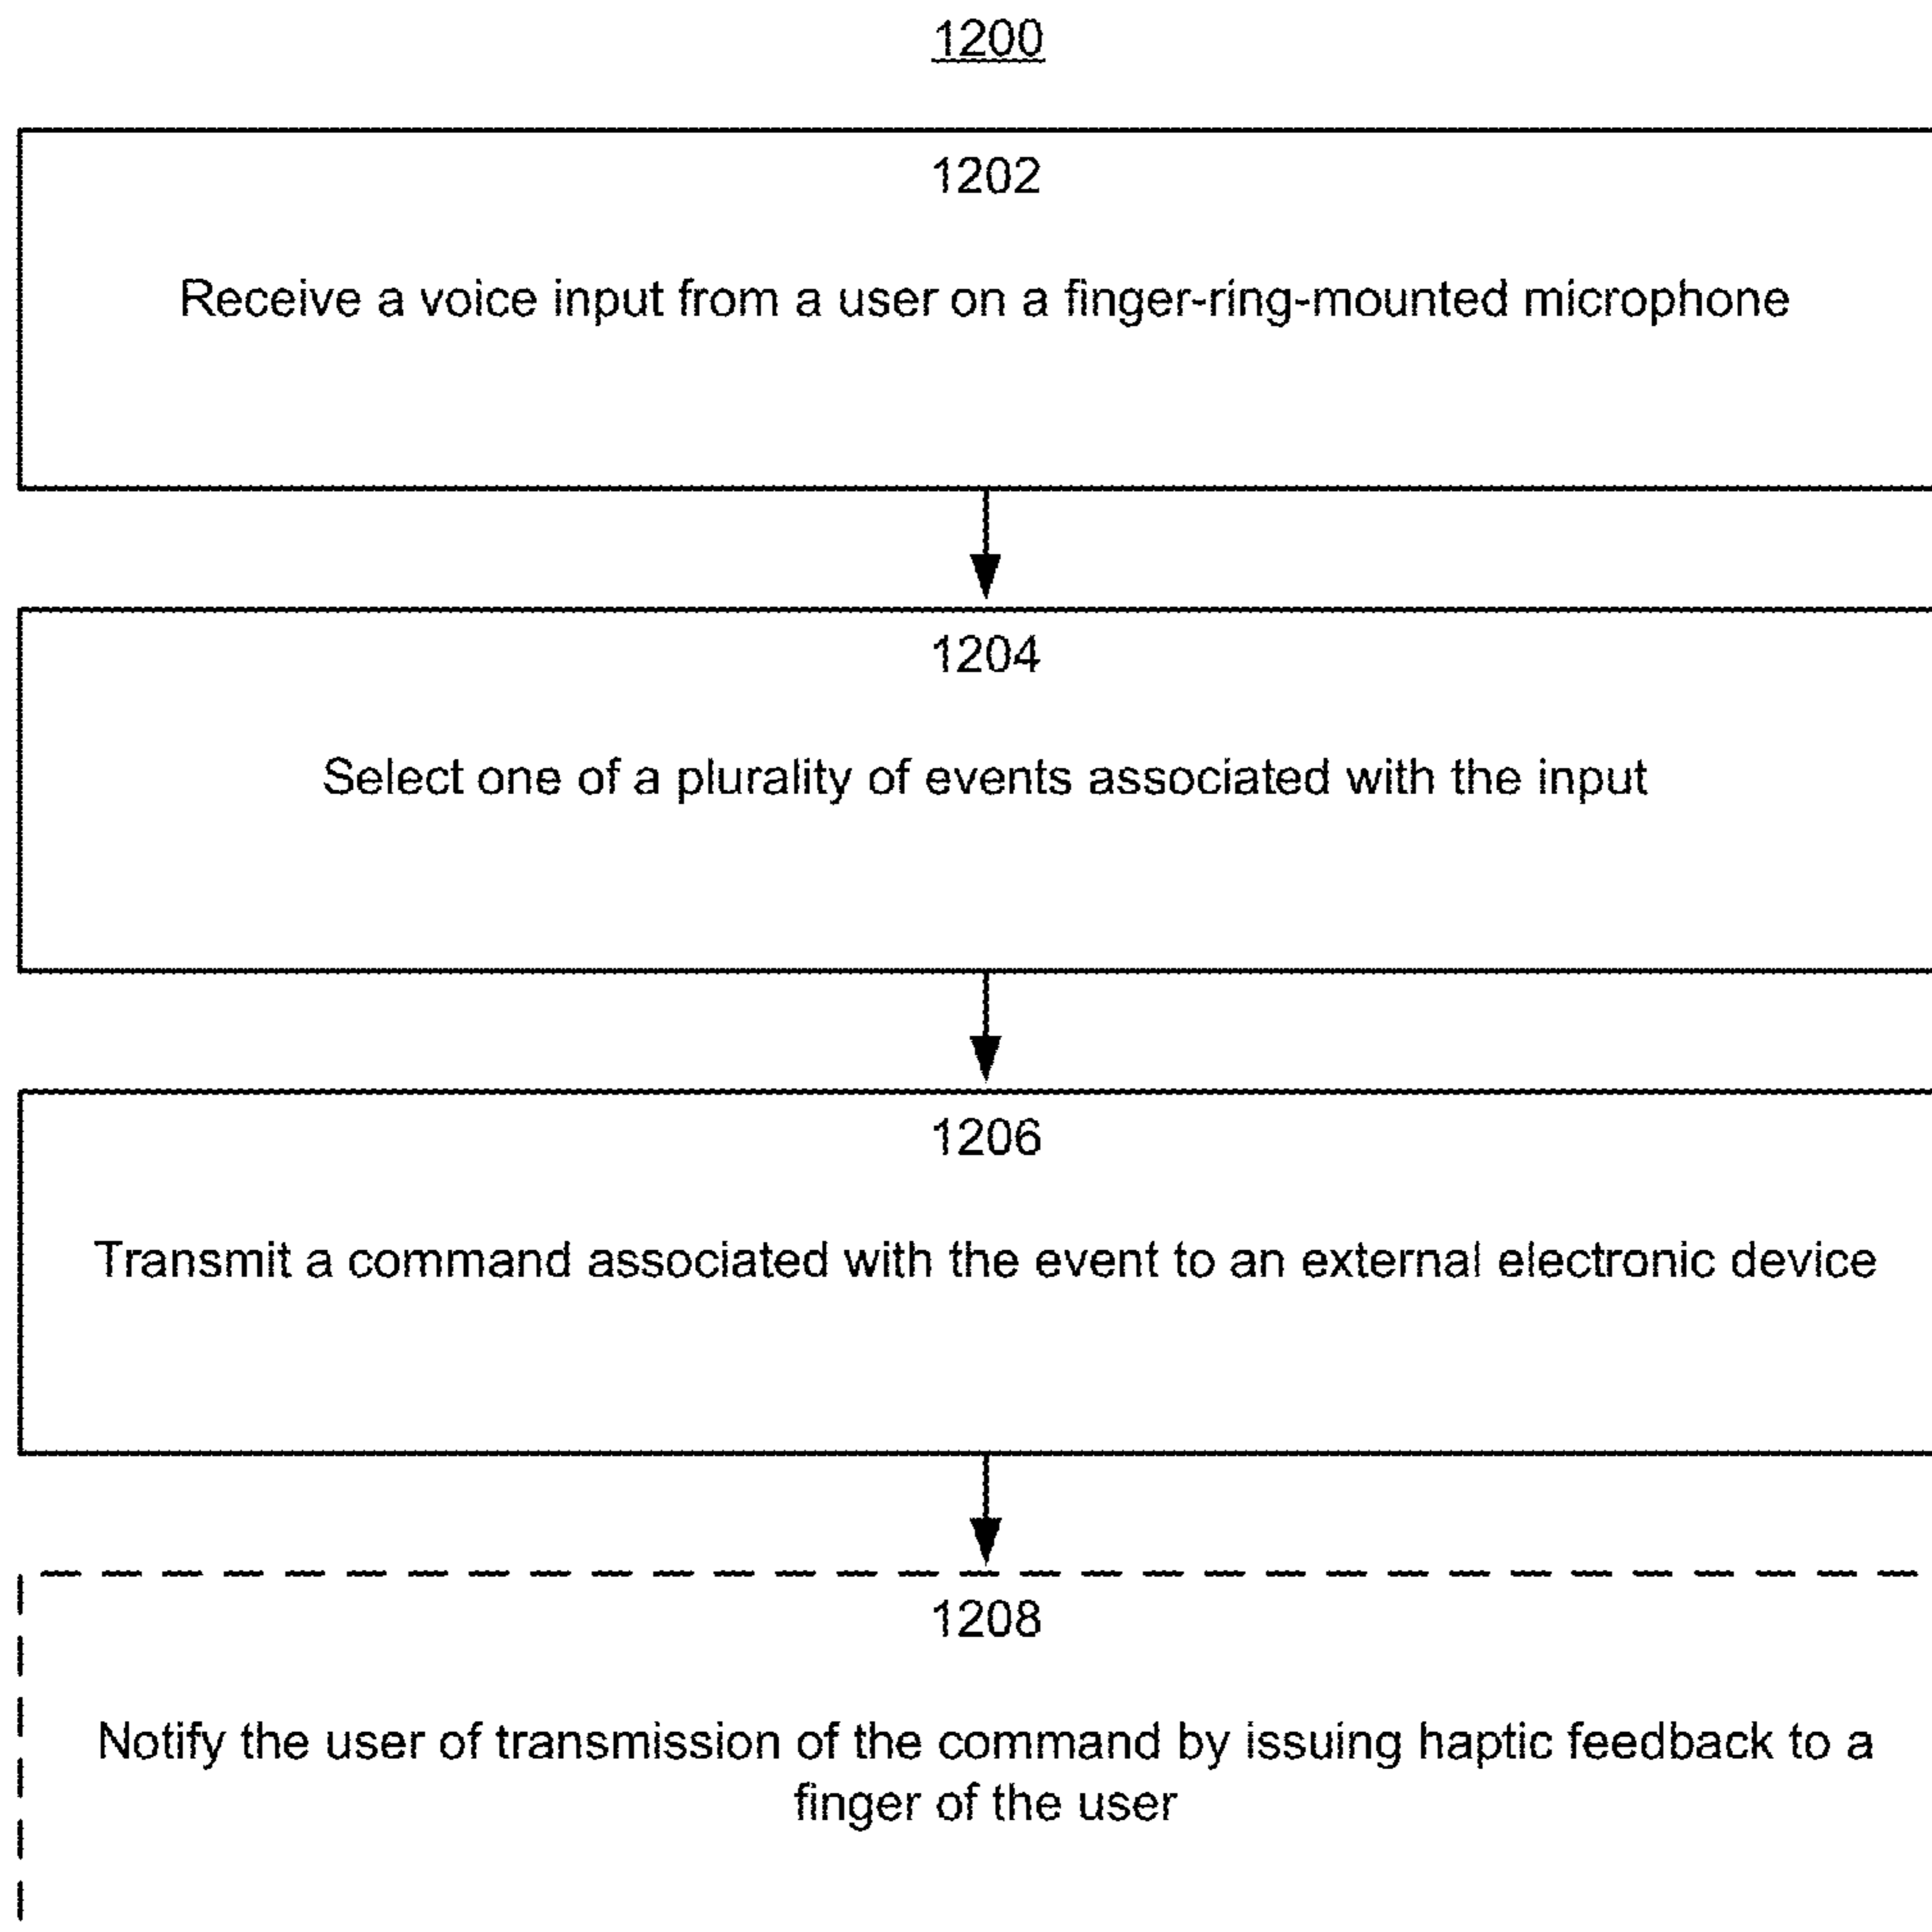 1200
1202
Receive a voice input from a user on a finger-ring-mounted microphone
1204
Select one of a plurality of events associated with the input
1206
Transmit a command associated with the event to an external electronic device
1208
Notify the user of transmission of the command by issuing haptic feedback to a
finger of the user